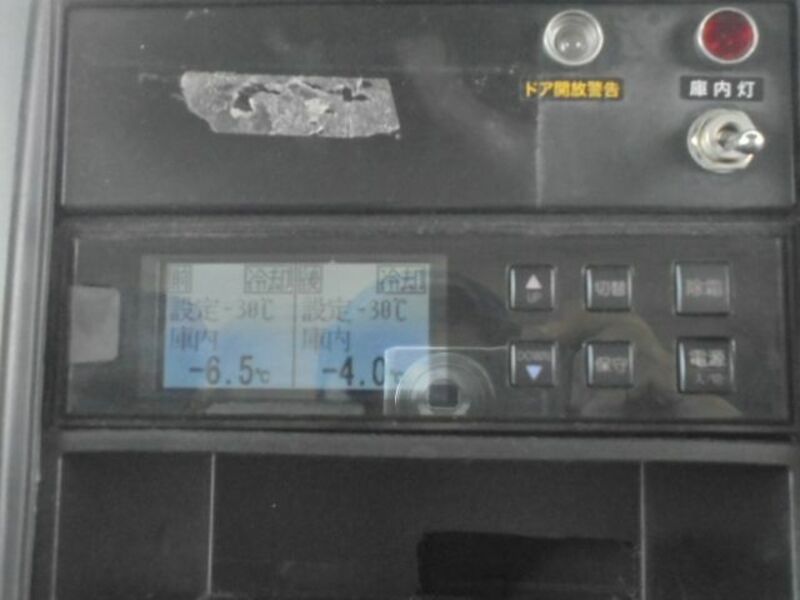 ドア開放警告
庫内灯
前 冷却 後 冷却
設定-30℃ 設定-30℃
庫内 庫内
-6.5℃ -4.0℃
UP
切替
除霜
DOWN
保守
電源
入/切